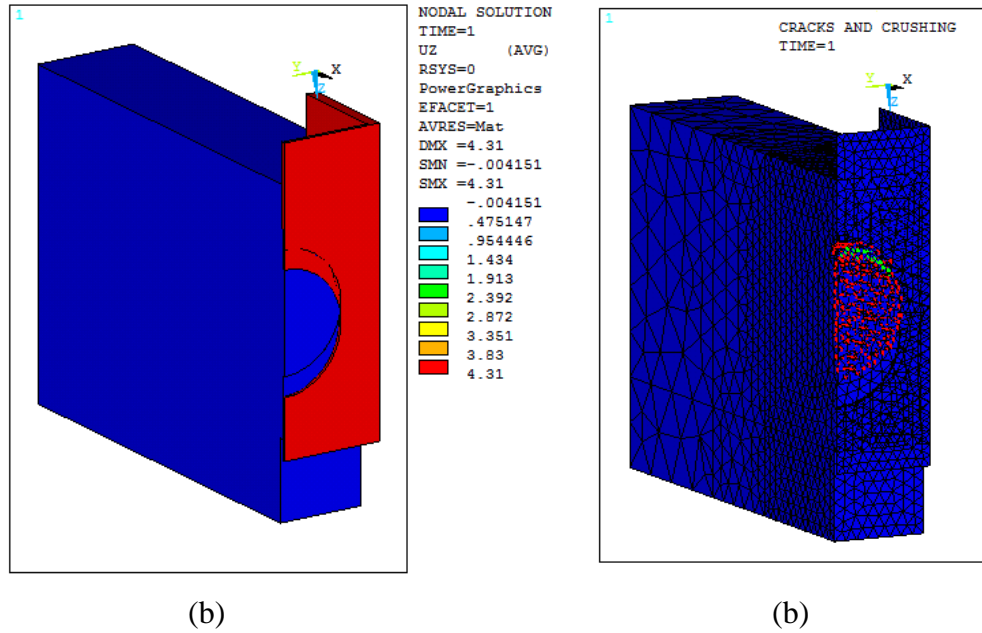 1
NODAL SOLUTION
TIME=1
UZ (AVG)
RSYS=0
PowerGraphics
EFACET=1
AVRES=Mat
DMX =4.31
SMN =-.004151
SMX =4.31
-.004151
.475147
.954446
1.434
1.913
2.392
2.872
3.351
3.83
4.31
Y
X
Z
(b)
1
CRACKS AND CRUSHING
TIME=1
Y
X
Z
(b)